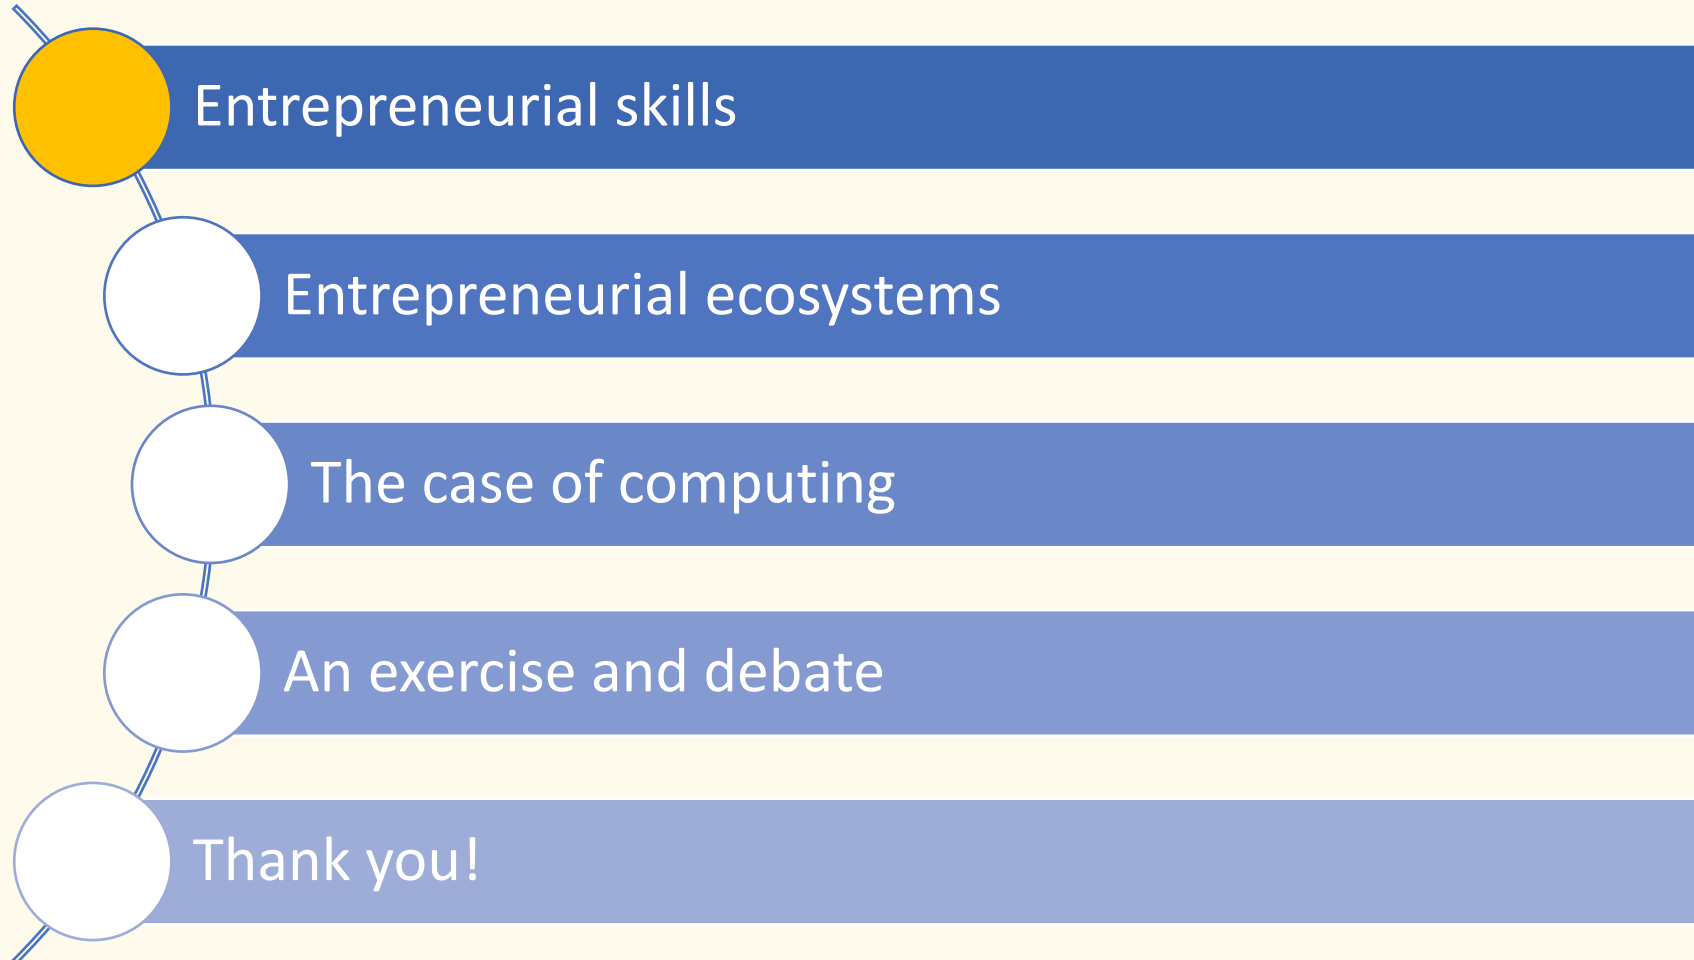 Entrepreneurial skills
Entrepreneurial ecosystems
The case of computing
An exercise and debate
Thank you!